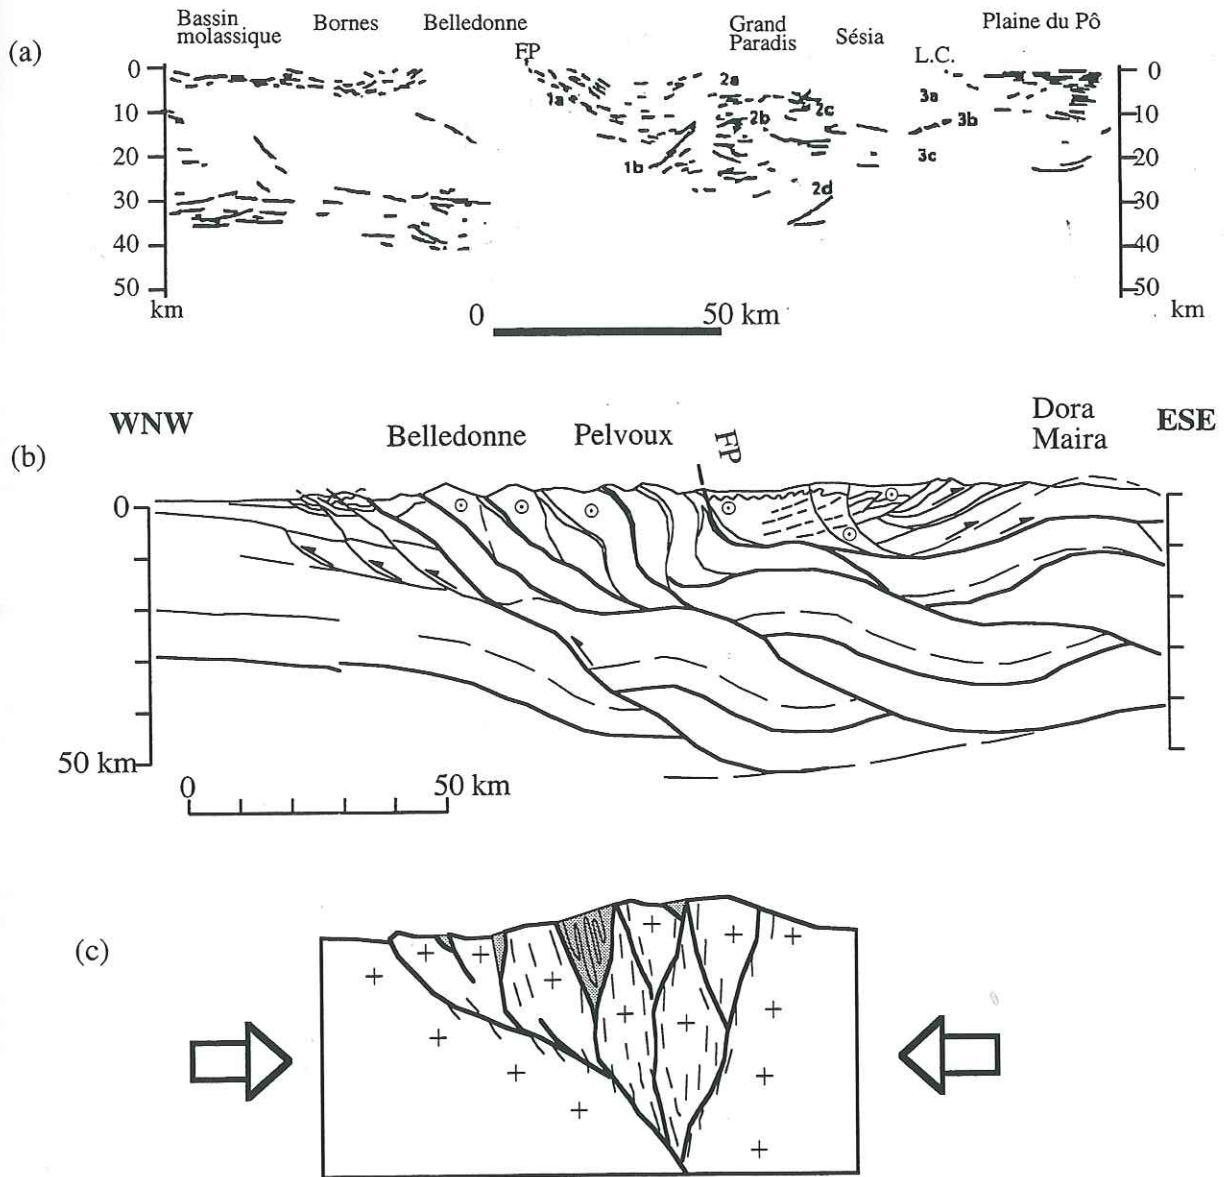 (a)
Bassin
molassique
Bornes
Belledonne
FP
Grand
Paradis
Sésia
L.C.
Plaine du Pô
0
10
20
30
40
50
km
1a
1b
2a
2b
2c
2d
3a
3b
3c
0
10
20
30
40
50
km
0
50 km
(b)
WNW
Belledonne
Pelvoux
FP
Dora
Maira
ESE
0
50 km
0
50 km
(c)